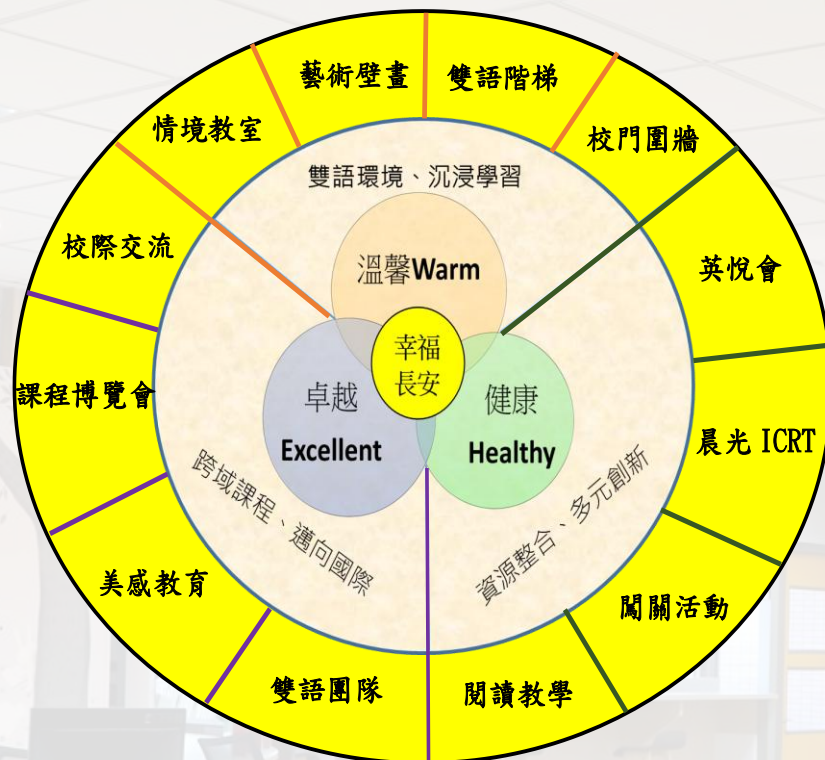 藝術壁畫
雙語階梯
校門圍牆
英悅會
晨光 ICRT
闖關活動
閱讀教學
雙語團隊
美感教育
課程博覽會
校際交流
情境教室
雙語環境、沉浸學習
資源整合、多元創新
跨域課程、邁向國際
溫馨Warm
幸福
長安
卓越
Excellent
健康
Healthy